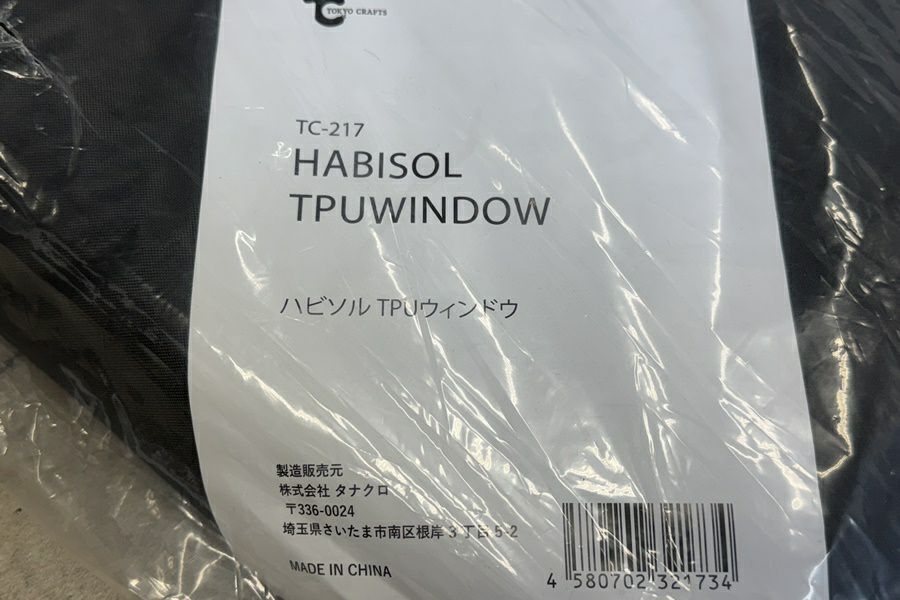 TC TOKYO CRAFTS
TC-217
HABISOL
TPUWINDOW
ハビソル TPUウィンドウ
製造販売元
株式会社 タナクロ
〒336-0024
埼玉県さいたま市南区根岸3丁目5-2
MADE IN CHINA
4 580702 321734